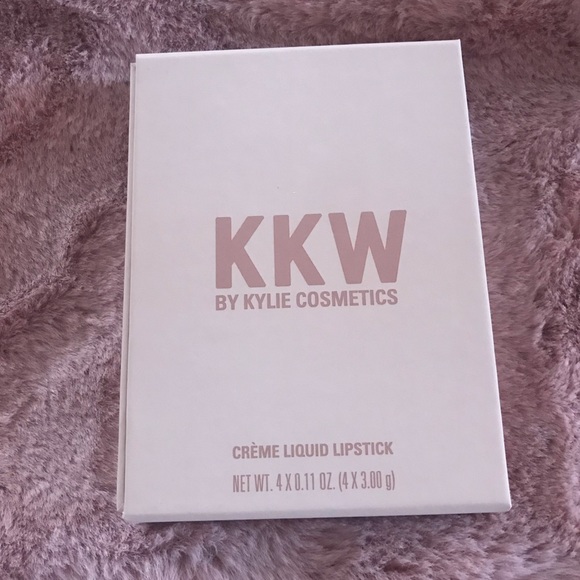 KKW
BY KYLIE COSMETICS
CRÈME LIQUID LIPSTICK
NET WT. 4 X 0.11 OZ. (4 X 3.00 g)